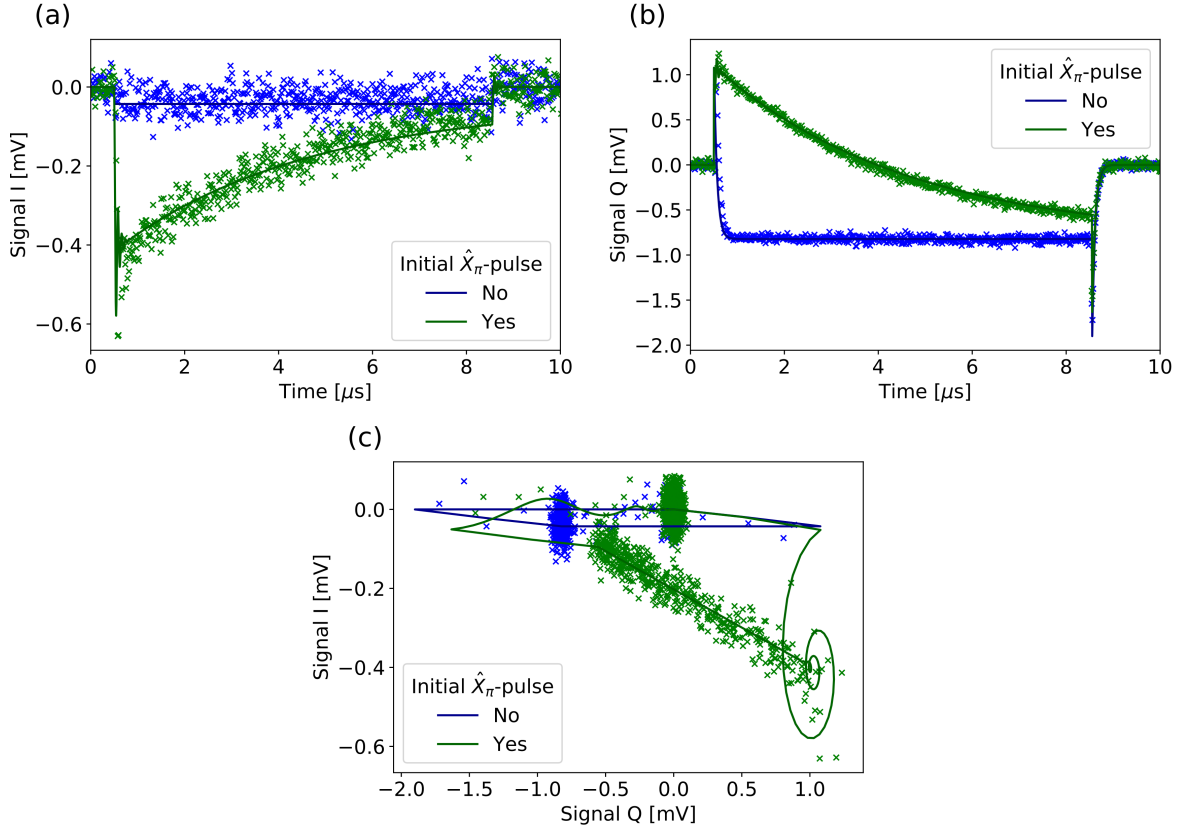 (a)
0.0
−0.2
−0.4
−0.6
Signal I [mV]
0 2 4 6 8 10
Time [μs]
Initial X̂π-pulse
No
Yes
(b)
1.0
0.5
0.0
−0.5
−1.0
−1.5
−2.0
Signal Q [mV]
0 2 4 6 8 10
Time [μs]
Initial X̂π-pulse
No
Yes
(c)
0.0
−0.2
−0.4
−0.6
Signal I [mV]
−2.0 −1.5 −1.0 −0.5 0.0 0.5 1.0
Signal Q [mV]
Initial X̂π-pulse
No
Yes